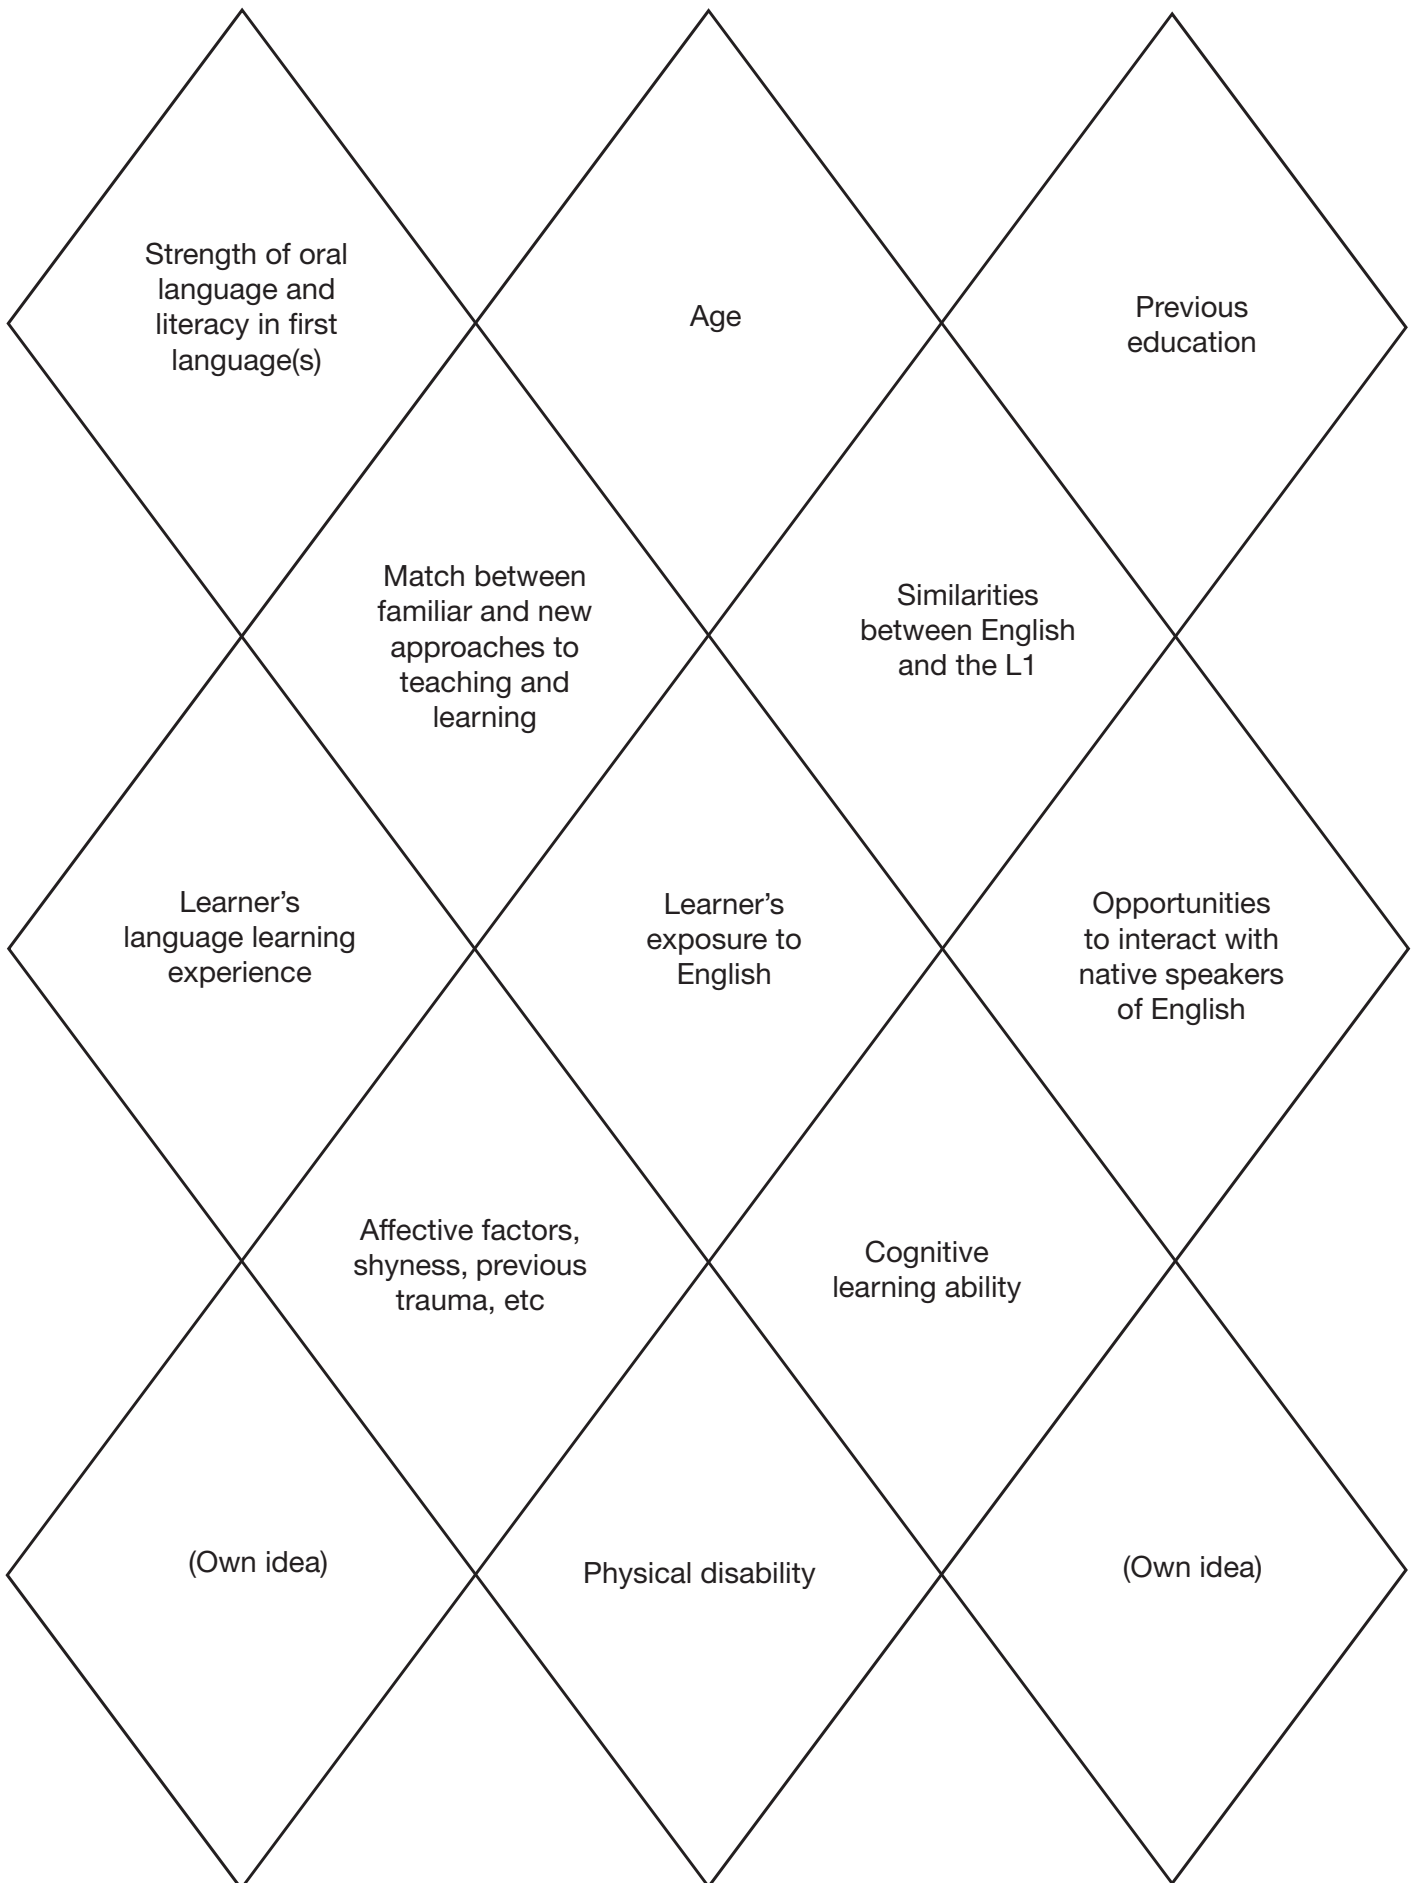 Strength of oral
language and
literacy in first
language(s)
Age
Previous
education
Match between
familiar and new
approaches to
teaching and
learning
Similarities
between English
and the L1
Learner’s
language learning
experience
Learner’s
exposure to
English
Opportunities
to interact with
native speakers
of English
Affective factors,
shyness, previous
trauma, etc
Cognitive
learning ability
(Own idea)
Physical disability
(Own idea)